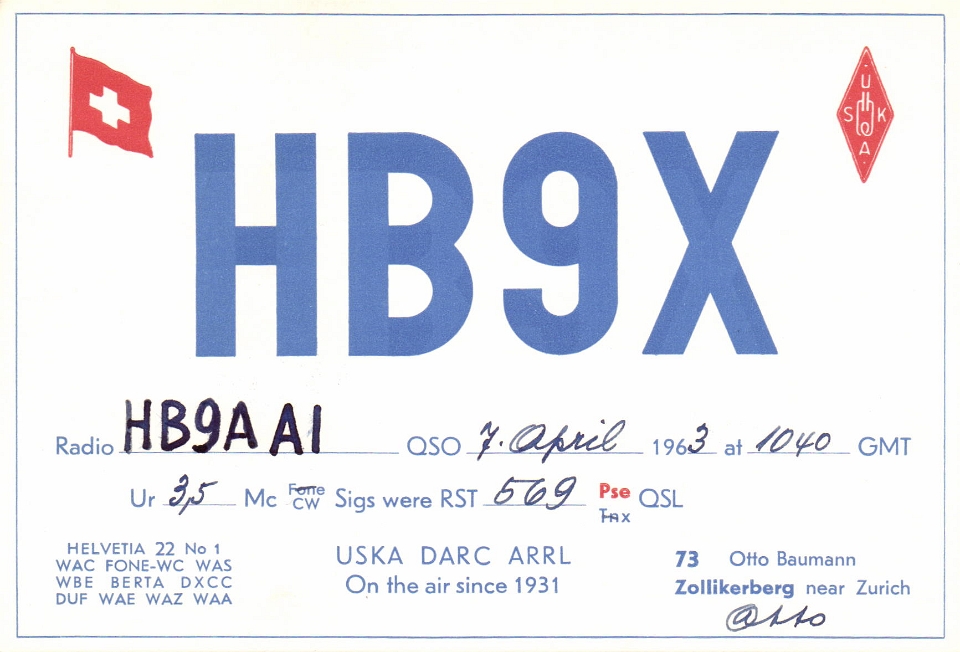 U
S K
A
HB9X
Radio HB9AAI QSO 7. April 1963 at 1040 GMT
Ur 3,5 Mc Fone CW Sigs were RST 569 Pse Tnx QSL
HELVETIA 22 No 1
WAC FONE-WC WAS
WBE BERTA DXCC
DUF WAE WAZ WAA
USKA DARC ARRL
On the air since 1931
73 Otto Baumann
Zollikerberg near Zurich
Otto